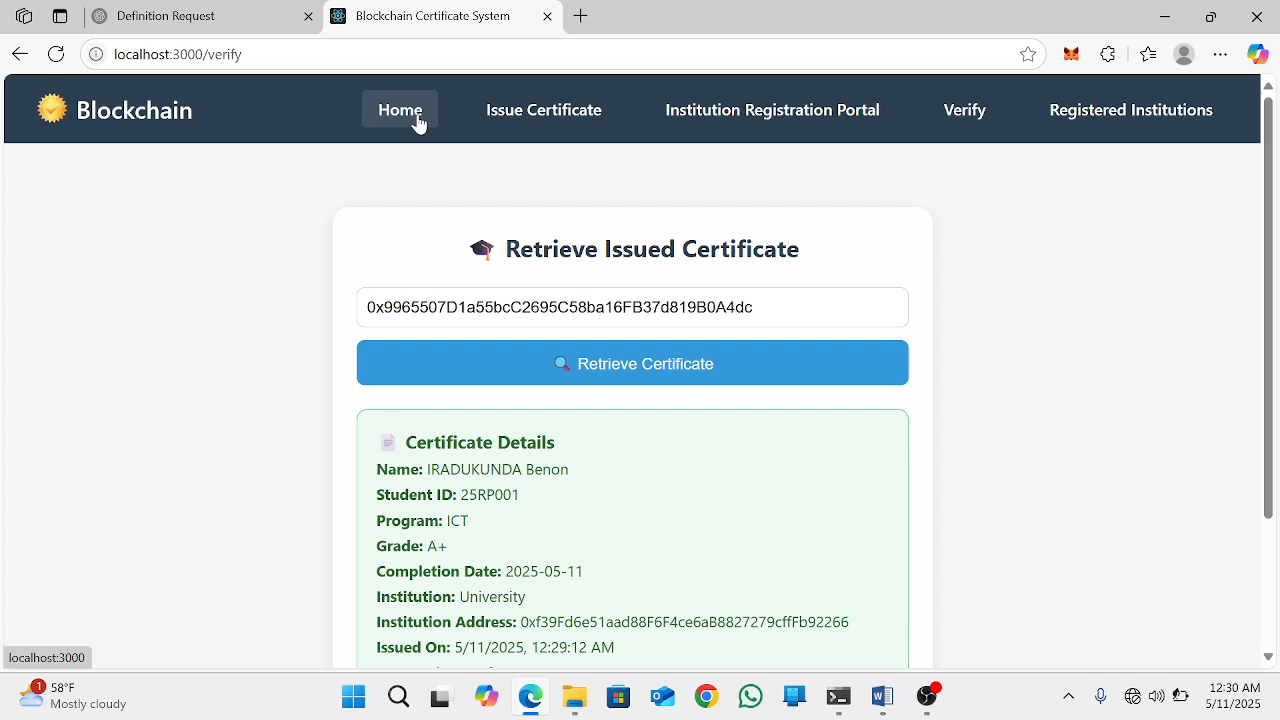 Definition Request
Blockchain Certificate System
localhost:3000/verify
Blockchain
Home
Issue Certificate
Institution Registration Portal
Verify
Registered Institutions
Retrieve Issued Certificate
0x9965507D1a55bcC2695C58ba16FB37d819B0A4dc
Retrieve Certificate
Certificate Details
Name: IRADUKUNDA Benon
Student ID: 25RP001
Program: ICT
Grade: A+
Completion Date: 2025-05-11
Institution: University
Institution Address: 0xf39Fd6e51aad88F6F4ce6aB8827279cffFb92266
Issued On: 5/11/2025, 12:29:12 AM
localhost:3000
1
58°F
Mostly cloudy
12:30 AM
5/11/2025